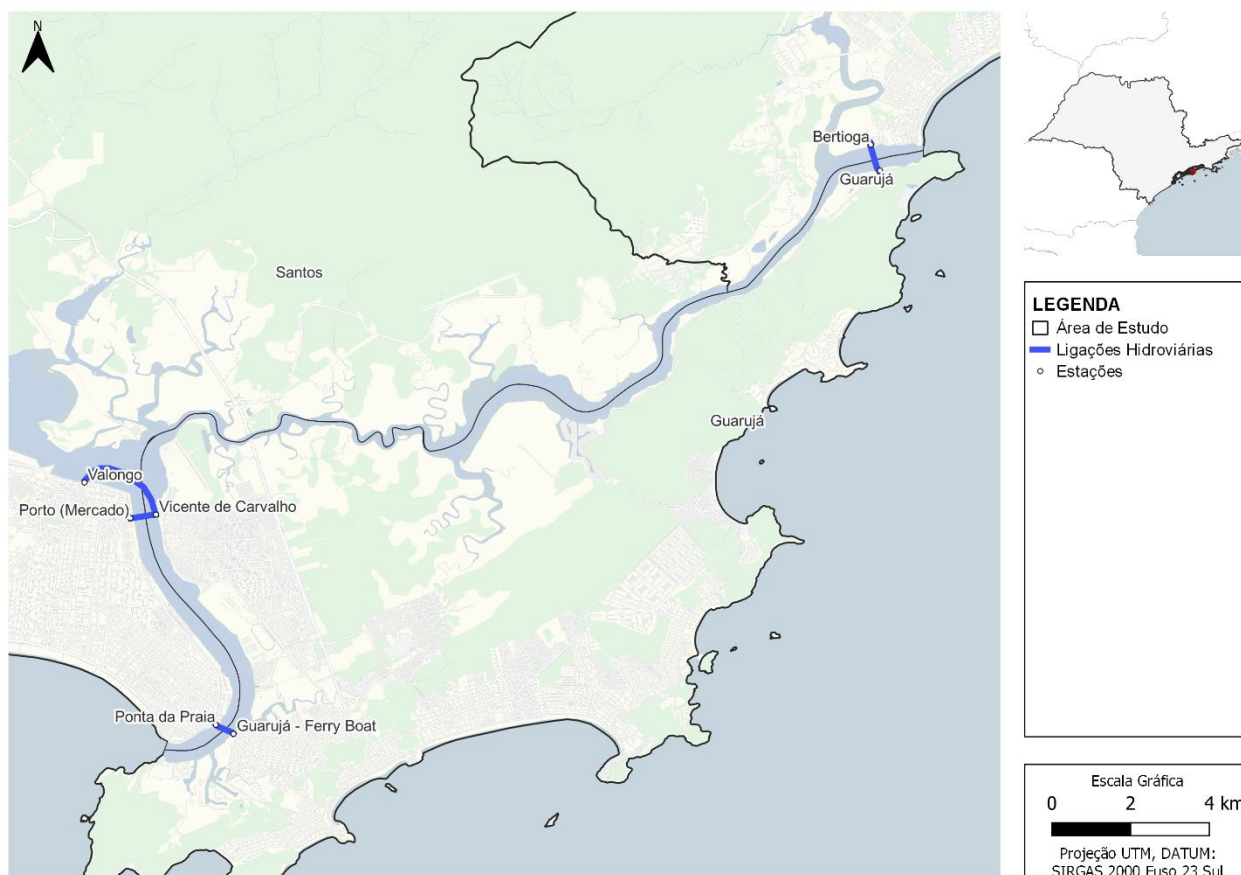 N
Bertioga
Guarujá
Santos
Guarujá
Valongo
Porto (Mercado)
Vicente de Carvalho
Ponta da Praia
Guarujá - Ferry Boat
LEGENDA
Área de Estudo
Ligações Hidroviárias
Estações
Escala Gráfica
0 2 4 km
Projeção UTM, DATUM:
SIRGAS 2000 Fuso 23 Sul